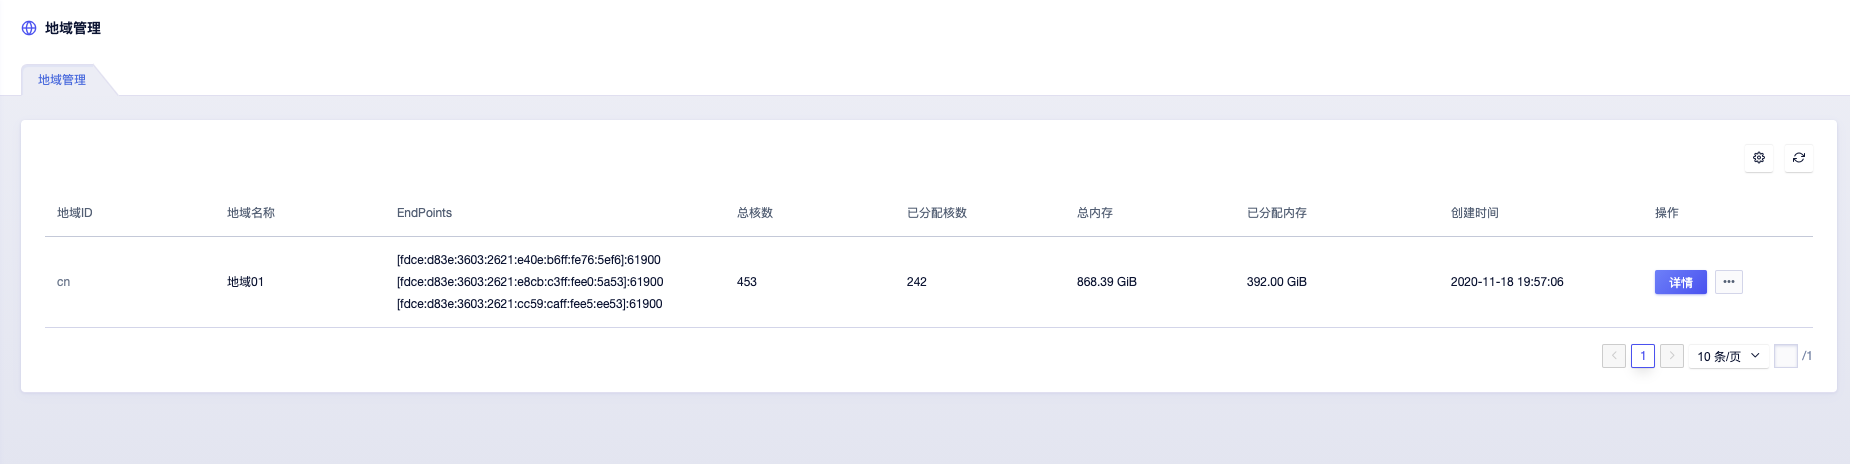 地域管理
地域管理
地域ID 地域名称 EndPoints 总核数 已分配核数 总内存 已分配内存 创建时间 操作
[fdce:d83e:3603:2621:e40e:b6ff:fe76:5ef6]:61900
cn 地域01 [fdce:d83e:3603:2621:e8cb:c3ff:fee0:5a53]:61900 453 242 868.39 GiB 392.00 GiB 2020-11-18 19:57:06 详情 •••
[fdce:d83e:3603:2621:cc59:caff:fee5:ee53]:61900
1 10 条/页 /1